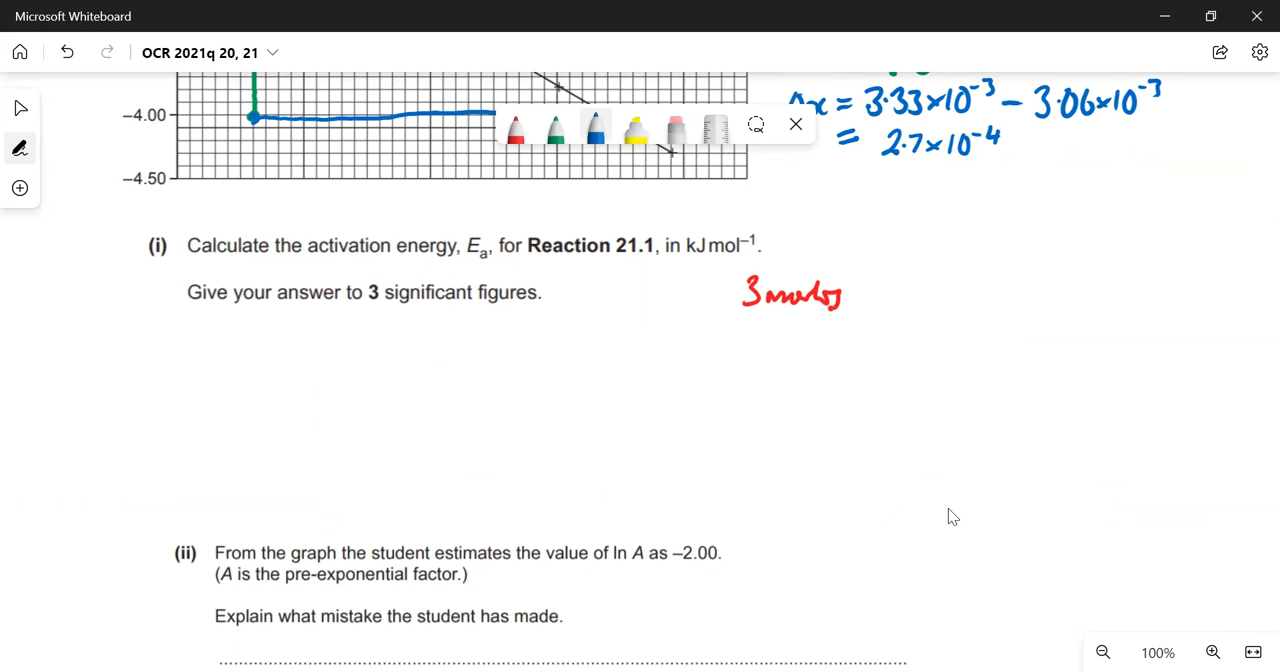 Microsoft Whiteboard
OCR 2021q 20, 21
−4.00
−4.50
x = 3.33×10⁻³ − 3.06×10⁻³
= 2.7×10⁻⁴
(i) Calculate the activation energy, Eₐ, for Reaction 21.1, in kJ mol⁻¹.
Give your answer to 3 significant figures.
3 marks
(ii) From the graph the student estimates the value of ln A as −2.00.
(A is the pre-exponential factor.)
Explain what mistake the student has made.
100%